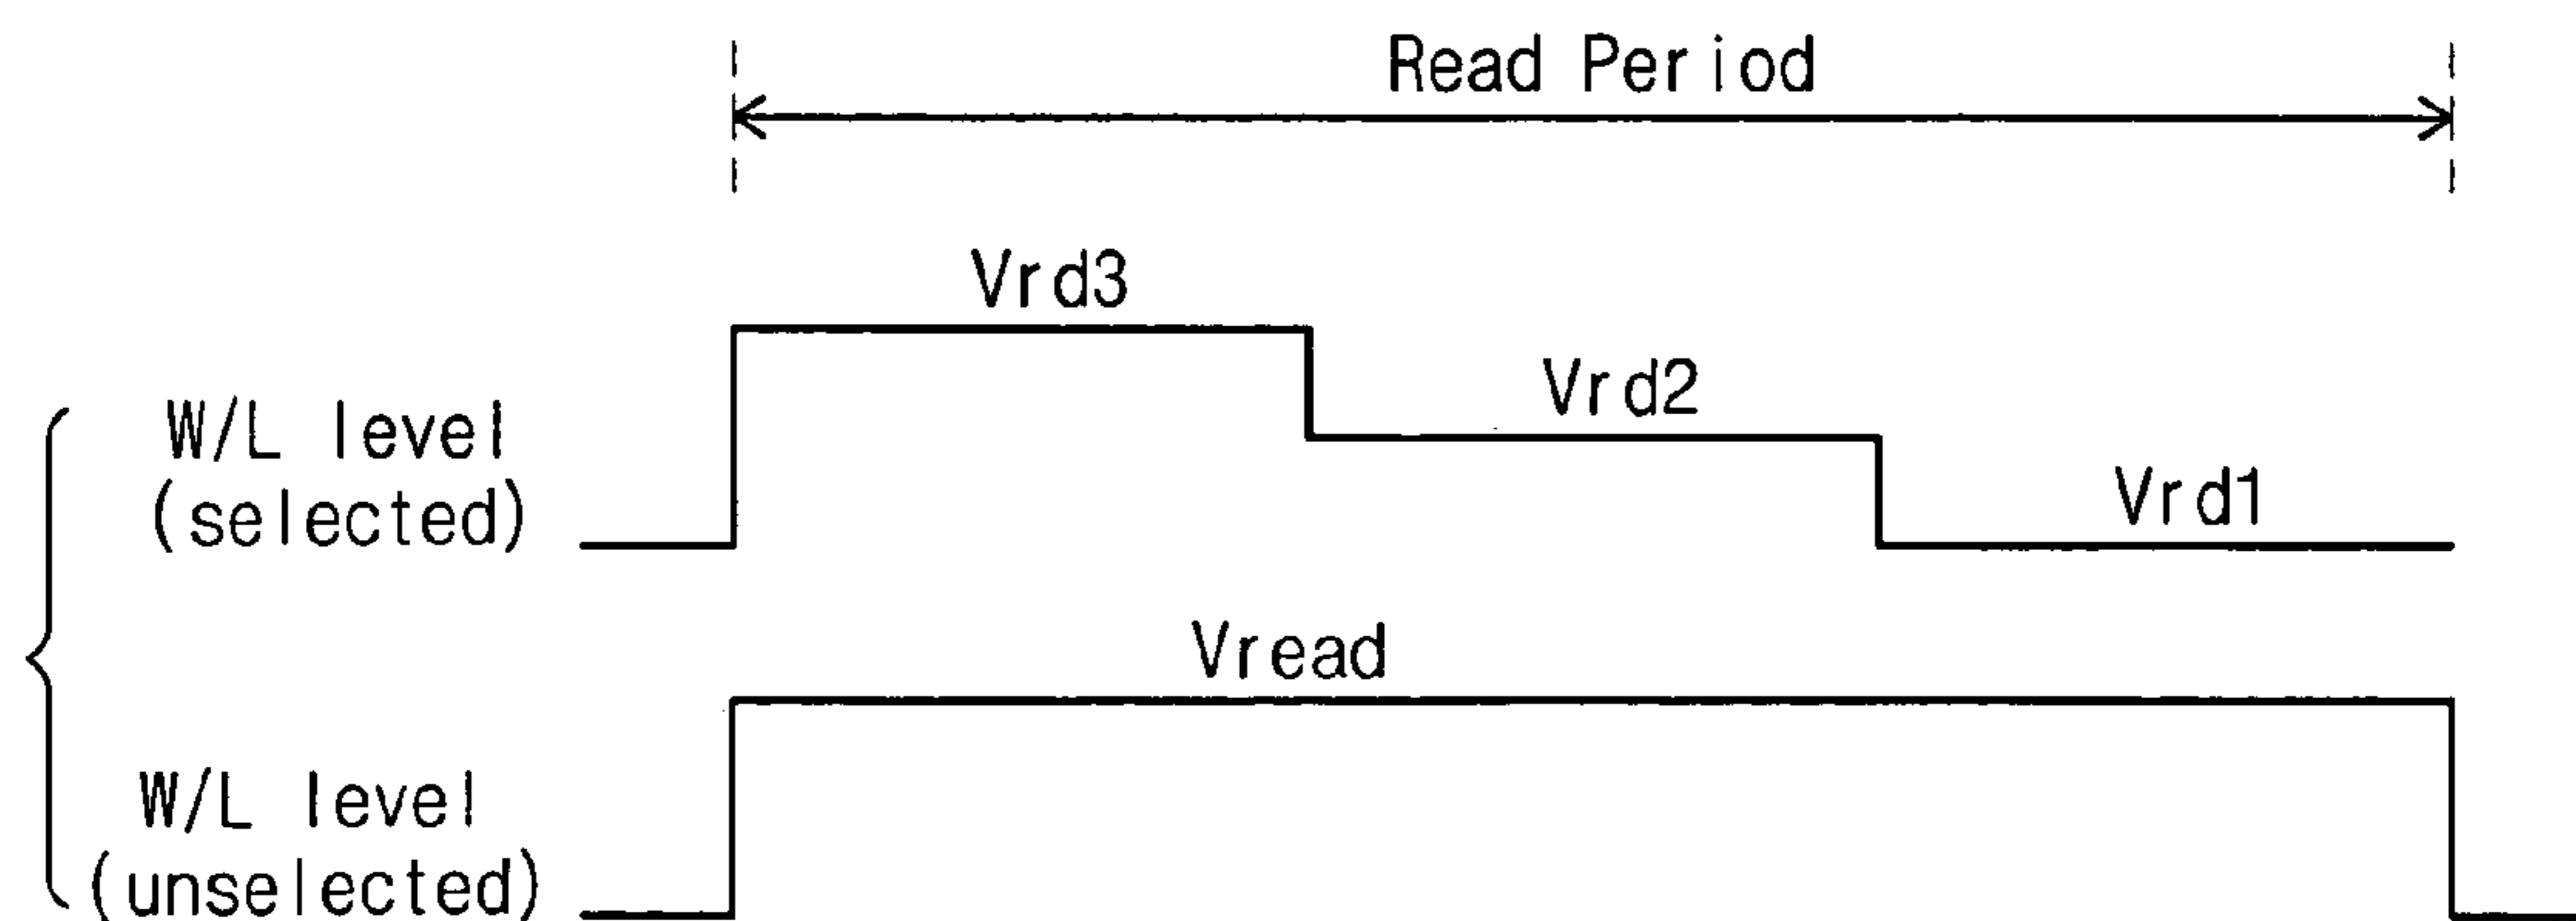 Read Period
Vrd3
Vrd2
Vrd1
W/L level
(selected)
Vread
W/L level
(unselected)